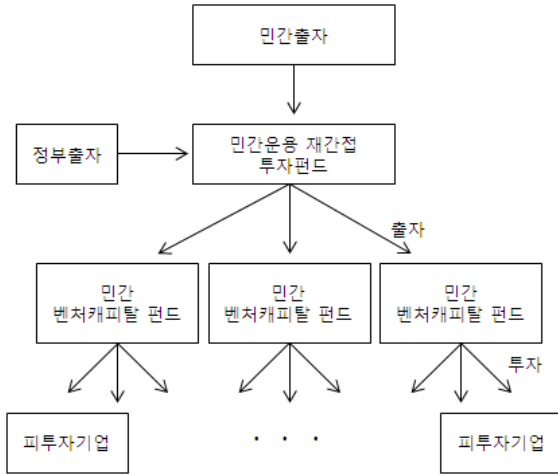 민간출자
정부출자
민간운용 재간접
투자펀드
출자
민간
벤처캐피탈 펀드
민간
벤처캐피탈 펀드
민간
벤처캐피탈 펀드
투자
피투자기업
· · ·
피투자기업